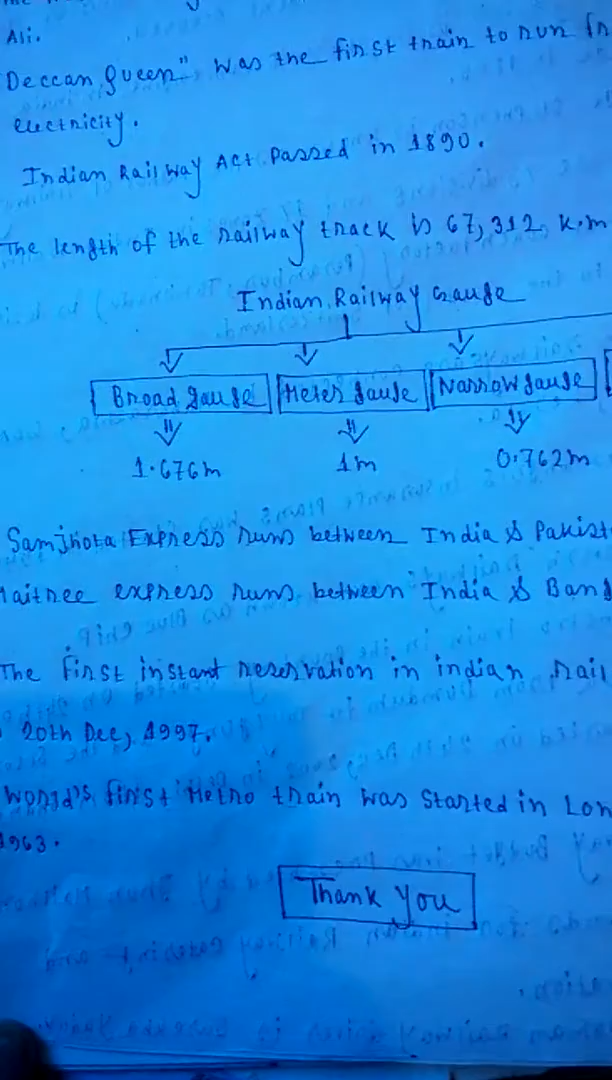 Ali.
Deccan Queen" was the first train to run
electricity.
Indian Railway Act Passed in 1890.
The length of the railway track is 67,312 k.m
Indian Railway Gauge
Broad gauge Meter gauge Narrow gauge
1.676m 1m 0.762m
Samjhota Express runs between India & Pakist
Maitree express runs between India & Bang
The first instant reservation in indian rail
20th Dec, 1997.
World's first Metro train was started in Lon
1963.
Thank you